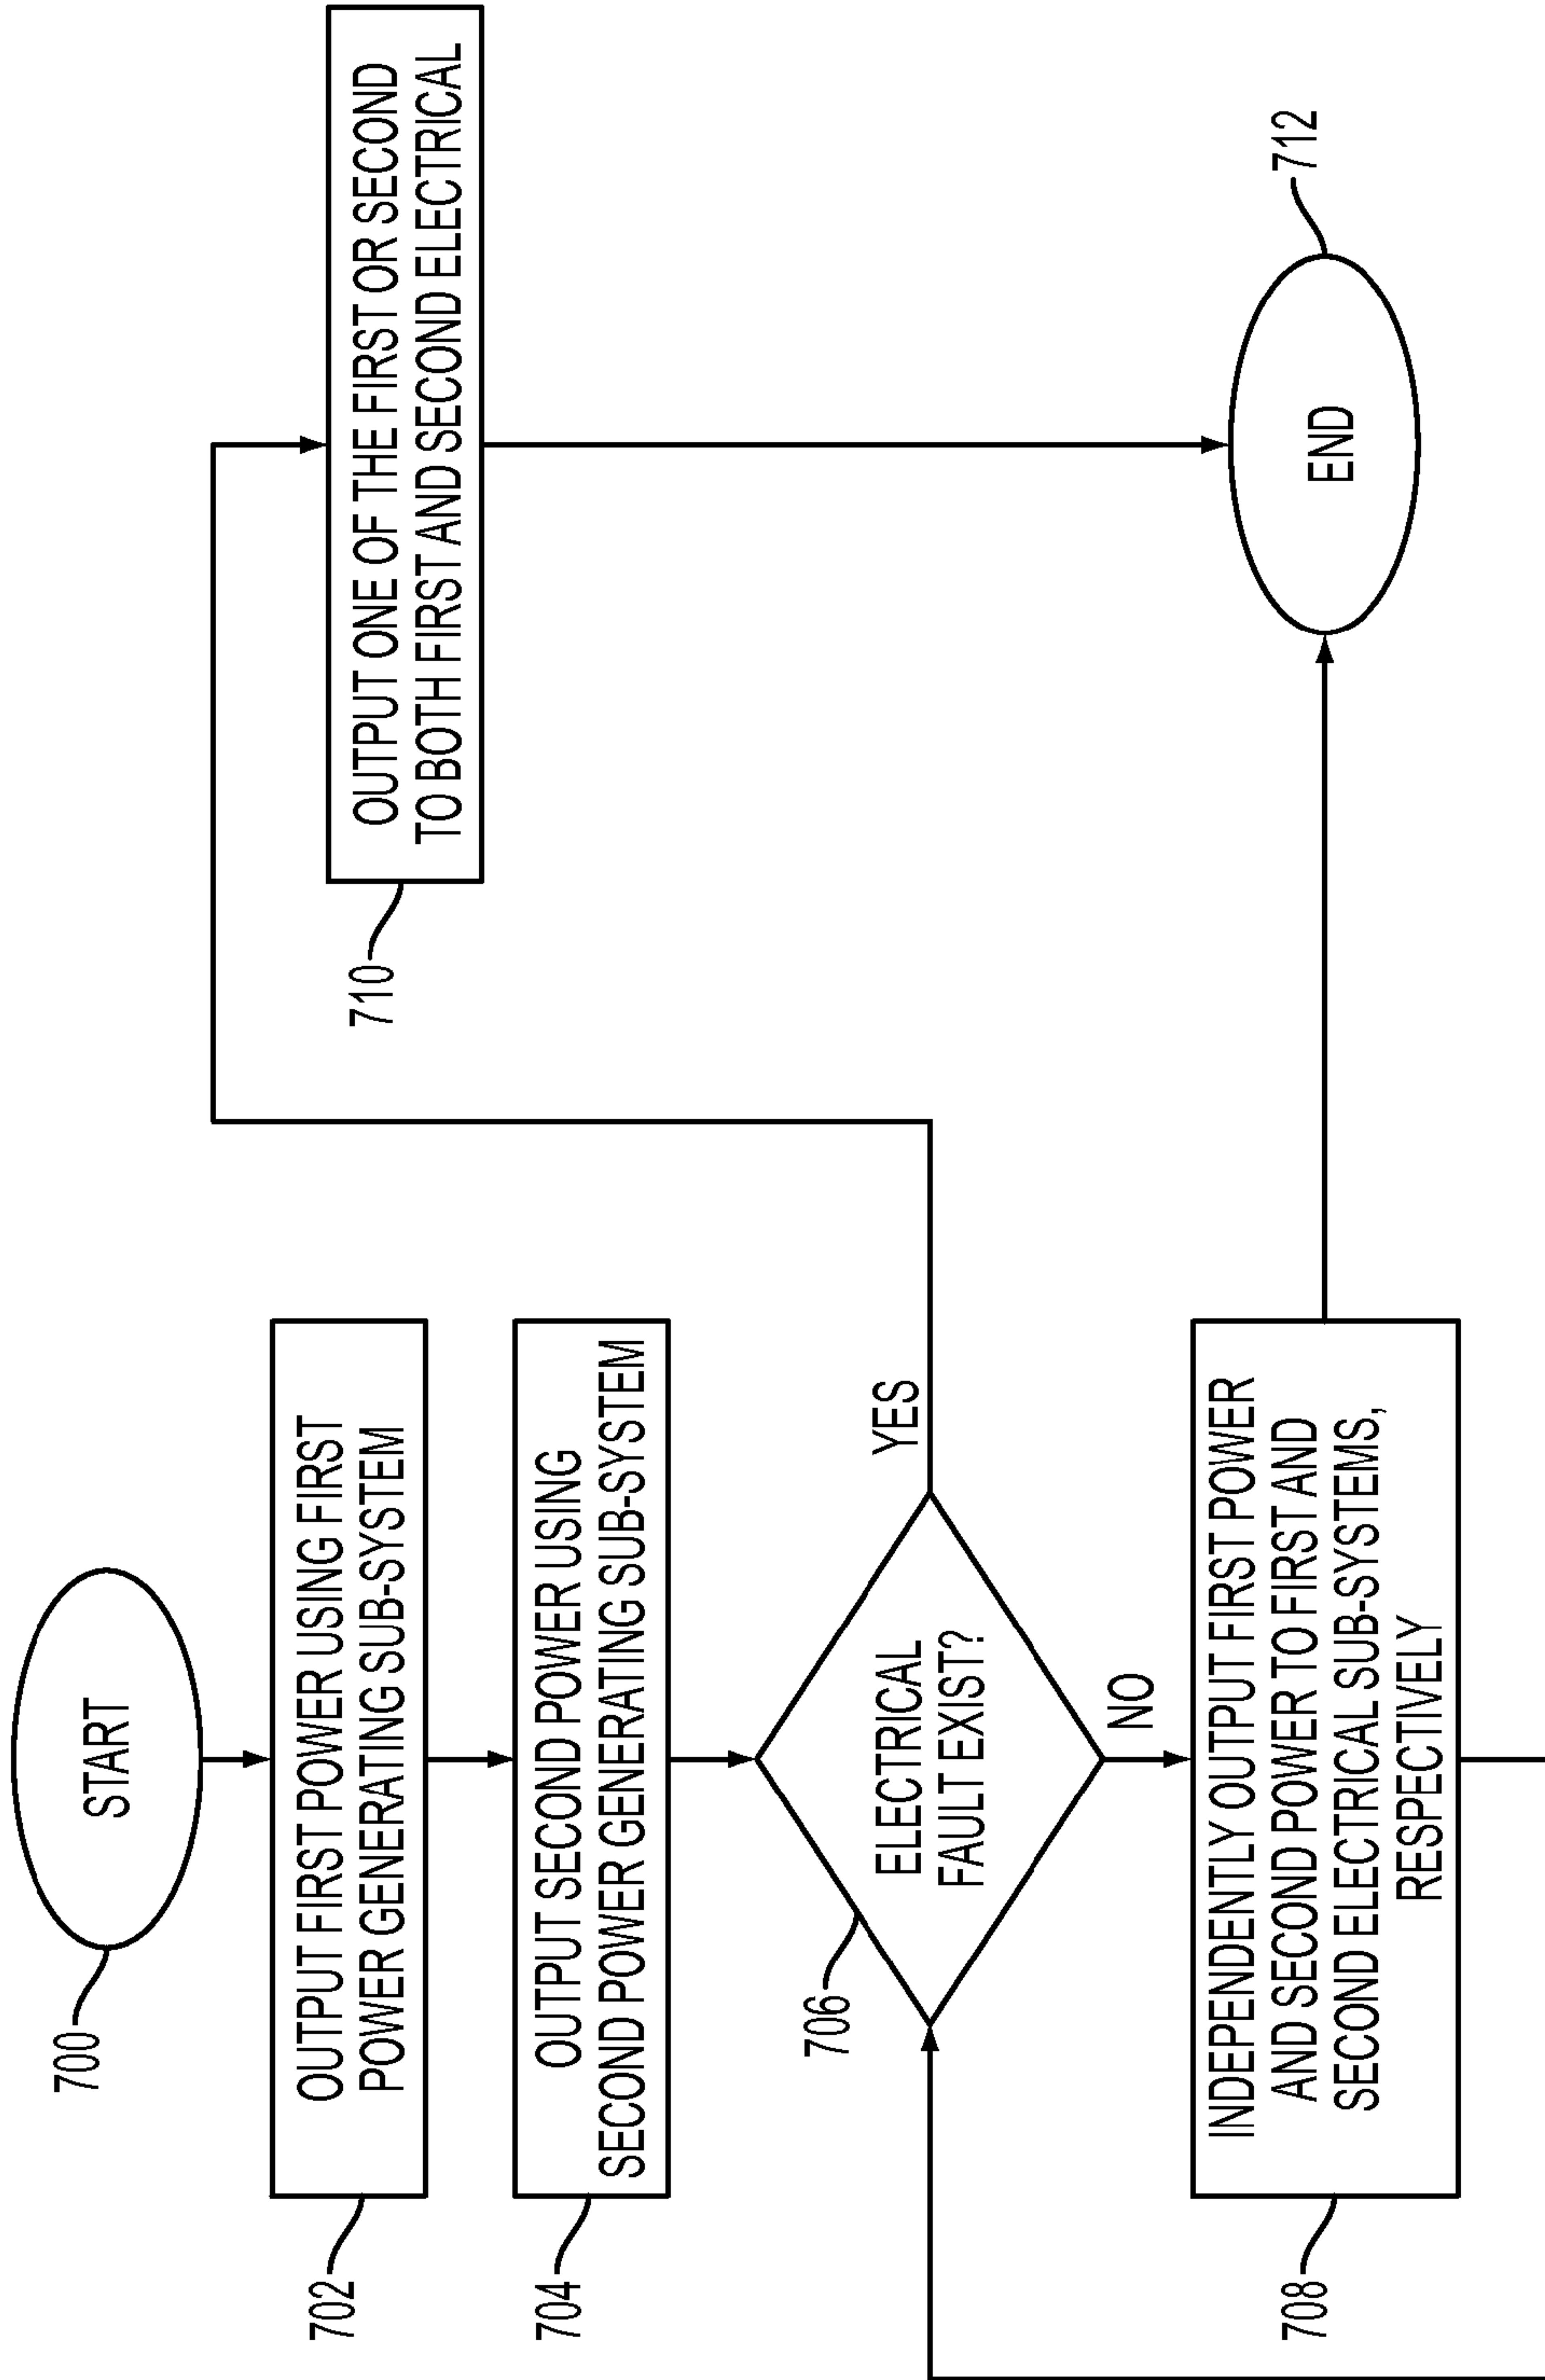 700
START
702
OUTPUT FIRST POWER USING FIRST
POWER GENERATING SUB-SYSTEM
704
OUTPUT SECOND POWER USING
SECOND POWER GENERATING SUB-SYSTEM
706
ELECTRICAL
FAULT EXIST?
YES
NO
708
INDEPENDENTLY OUTPUT FIRST POWER
AND SECOND POWER TO FIRST AND
SECOND ELECTRICAL SUB-SYSTEMS,
RESPECTIVELY
710
OUTPUT ONE OF THE FIRST OR SECOND
TO BOTH FIRST AND SECOND ELECTRICAL
712
END